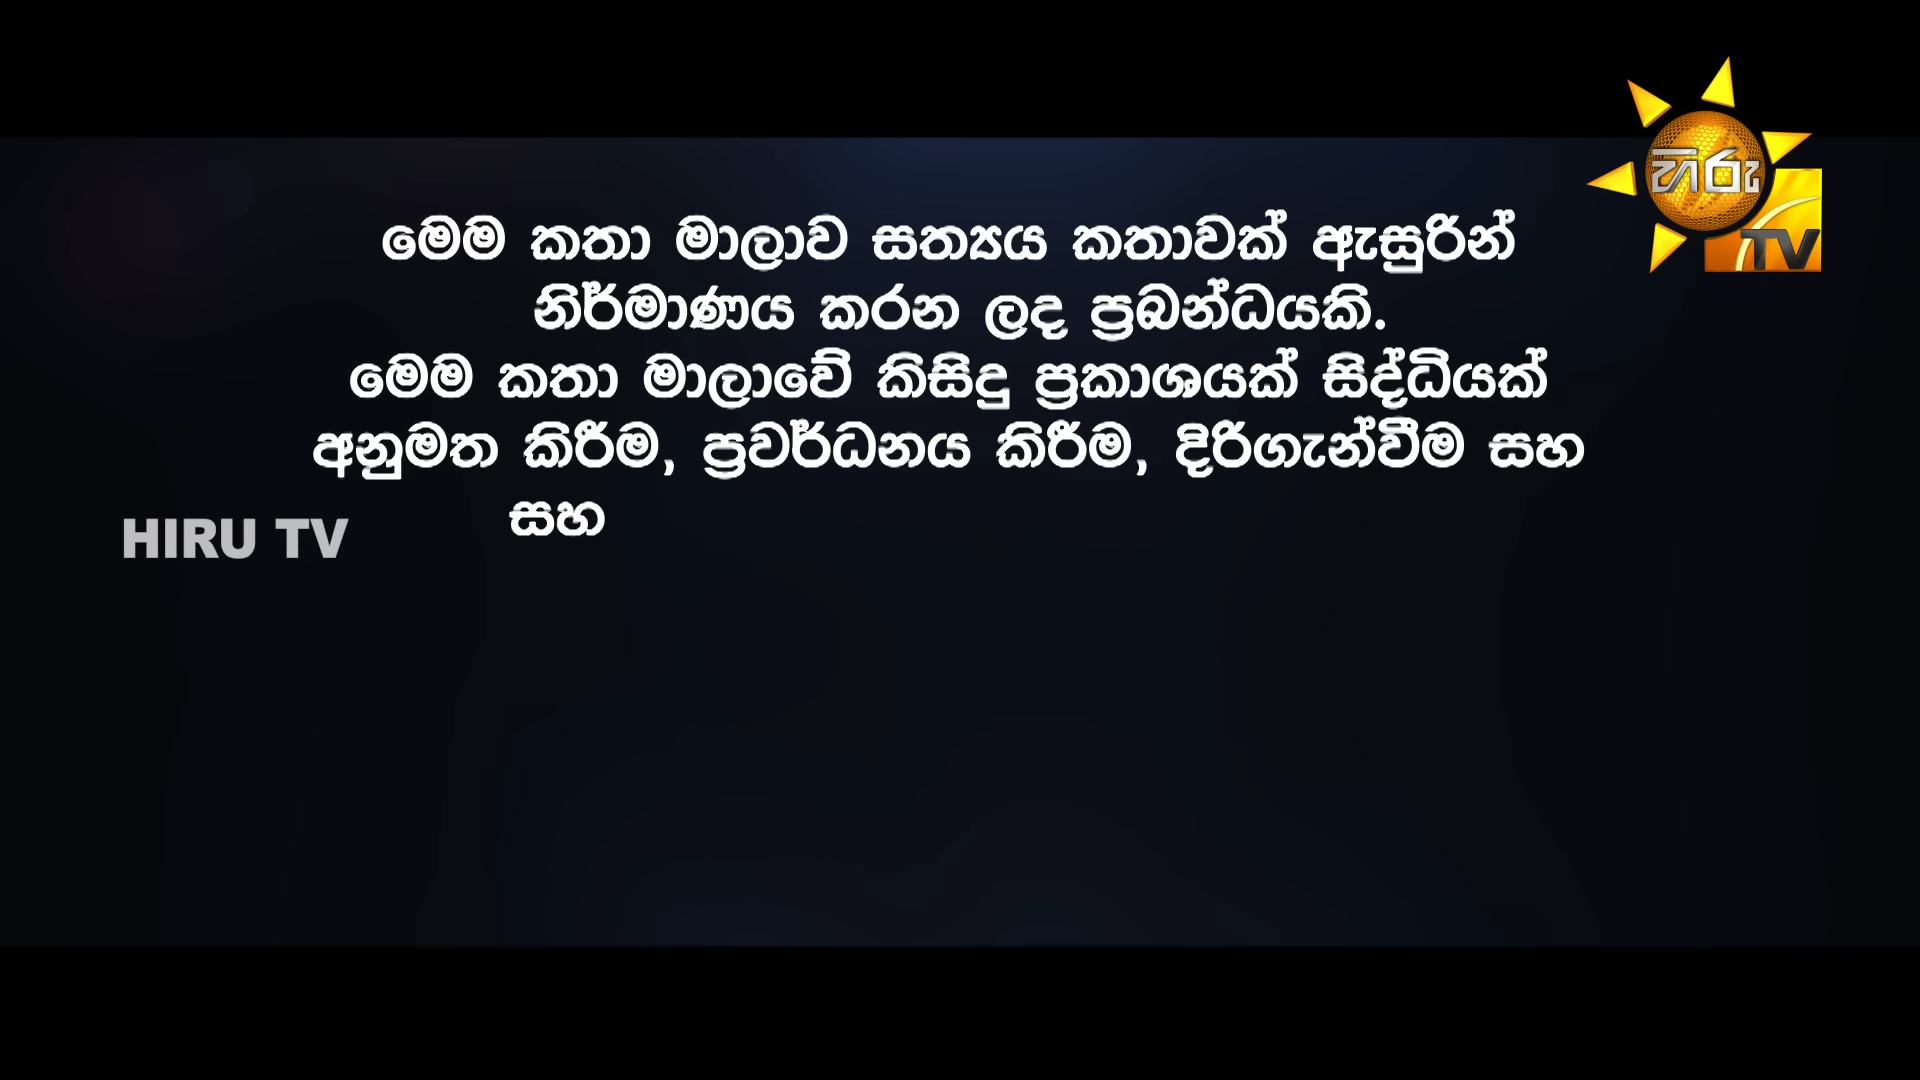 හිරු
TV
මෙම කතා මාලාව සත්‍යය කතාවක් ඇසුරින්
නිර්මාණය කරන ලද ප්‍රබන්ධයකි.
මෙම කතා මාලාවේ කිසිදු ප්‍රකාශයක් සිද්ධියක්
අනුමත කිරීම, ප්‍රවර්ධනය කිරීම, දිරිගැන්වීම සහ
සහ
HIRU TV